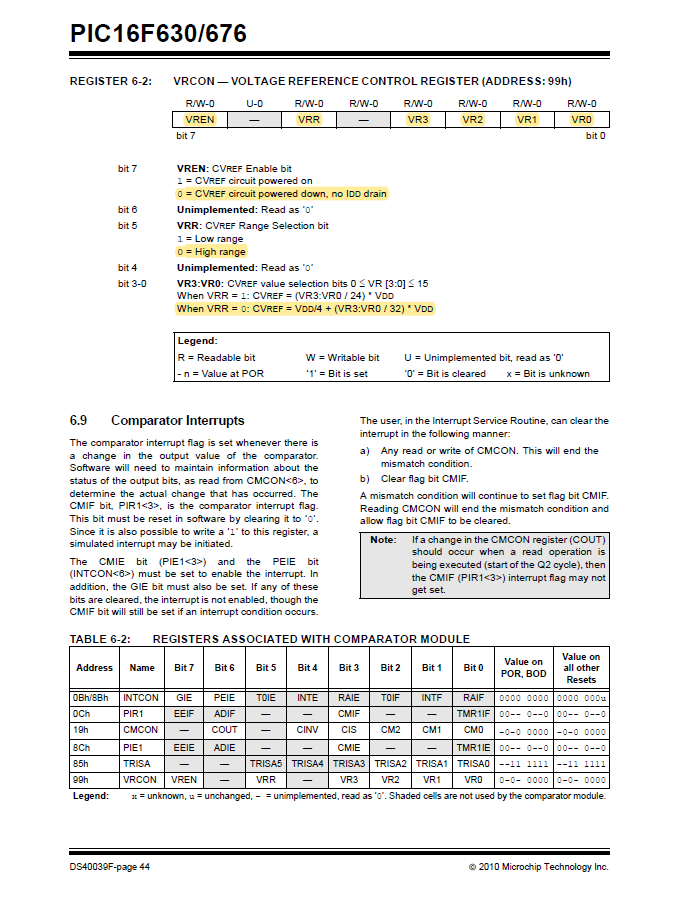 PIC16F630/676
REGISTER 6-2: VRCON — VOLTAGE REFERENCE CONTROL REGISTER (ADDRESS: 99h)
R/W-0 U-0 R/W-0 R/W-0 R/W-0 R/W-0 R/W-0 R/W-0
VREN — VRR — VR3 VR2 VR1 VR0
bit 7 bit 0
bit 7 VREN: CVREF Enable bit
1 = CVREF circuit powered on
0 = CVREF circuit powered down, no IDD drain
bit 6 Unimplemented: Read as '0'
bit 5 VRR: CVREF Range Selection bit
1 = Low range
0 = High range
bit 4 Unimplemented: Read as '0'
bit 3-0 VR3:VR0: CVREF value selection bits 0 ≤ VR [3:0] ≤ 15
When VRR = 1: CVREF = (VR3:VR0 / 24) * VDD
When VRR = 0: CVREF = VDD/4 + (VR3:VR0 / 32) * VDD
Legend:
R = Readable bit W = Writable bit U = Unimplemented bit, read as '0'
- n = Value at POR '1' = Bit is set '0' = Bit is cleared x = Bit is unknown
6.9 Comparator Interrupts
The comparator interrupt flag is set whenever there is
a change in the output value of the comparator.
Software will need to maintain information about the
status of the output bits, as read from CMCON<6>, to
determine the actual change that has occurred. The
CMIF bit, PIR1<3>, is the comparator interrupt flag.
This bit must be reset in software by clearing it to '0'.
Since it is also possible to write a '1' to this register, a
simulated interrupt may be initiated.
The CMIE bit (PIE1<3>) and the PEIE bit
(INTCON<6>) must be set to enable the interrupt. In
addition, the GIE bit must also be set. If any of these
bits are cleared, the interrupt is not enabled, though the
CMIF bit will still be set if an interrupt condition occurs.
The user, in the Interrupt Service Routine, can clear the
interrupt in the following manner:
a) Any read or write of CMCON. This will end the
mismatch condition.
b) Clear flag bit CMIF.
A mismatch condition will continue to set flag bit CMIF.
Reading CMCON will end the mismatch condition and
allow flag bit CMIF to be cleared.
Note: If a change in the CMCON register (COUT)
should occur when a read operation is
being executed (start of the Q2 cycle), then
the CMIF (PIR1<3>) interrupt flag may not
get set.
TABLE 6-2: REGISTERS ASSOCIATED WITH COMPARATOR MODULE
Address Name Bit 7 Bit 6 Bit 5 Bit 4 Bit 3 Bit 2 Bit 1 Bit 0 Value on POR, BOD Value on all other Resets
0Bh/8Bh INTCON GIE PEIE T0IE INTE RAIE T0IF INTF RAIF 0000 0000 0000 000u
0Ch PIR1 EEIF ADIF — — CMIF — — TMR1IF 00-- 0--0 00-- 0--0
19h CMCON — COUT — CINV CIS CM2 CM1 CM0 -0-0 0000 -0-0 0000
8Ch PIE1 EEIE ADIE — — CMIE — — TMR1IE 00-- 0--0 00-- 0--0
85h TRISA — — TRISA5 TRISA4 TRISA3 TRISA2 TRISA1 TRISA0 --11 1111 --11 1111
99h VRCON VREN — VRR — VR3 VR2 VR1 VR0 0-0- 0000 0-0- 0000
Legend: x = unknown, u = unchanged, – = unimplemented, read as '0'. Shaded cells are not used by the comparator module.
DS40039F-page 44 © 2010 Microchip Technology Inc.